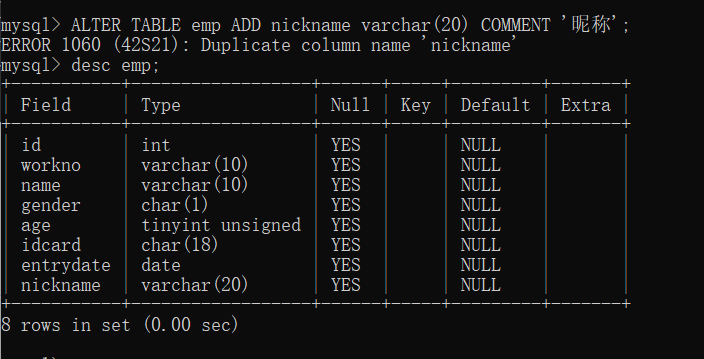 mysql> ALTER TABLE emp ADD nickname varchar(20) COMMENT '昵称';
ERROR 1060 (42S21): Duplicate column name 'nickname'
mysql> desc emp;
+-----------+------------------+------+-----+---------+-------+
| Field     | Type             | Null | Key | Default | Extra |
+-----------+------------------+------+-----+---------+-------+
| id        | int              | YES  |     | NULL    |       |
| workno    | varchar(10)      | YES  |     | NULL    |       |
| name      | varchar(10)      | YES  |     | NULL    |       |
| gender    | char(1)          | YES  |     | NULL    |       |
| age       | tinyint unsigned | YES  |     | NULL    |       |
| idcard    | char(18)         | YES  |     | NULL    |       |
| entrydate | date             | YES  |     | NULL    |       |
| nickname  | varchar(20)      | YES  |     | NULL    |       |
+-----------+------------------+------+-----+---------+-------+
8 rows in set (0.00 sec)